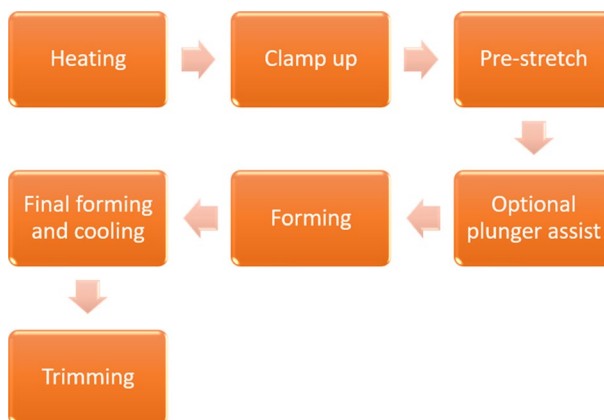 Heating
Clamp up
Pre-stretch
Optional
plunger assist
Forming
Final forming
and cooling
Trimming